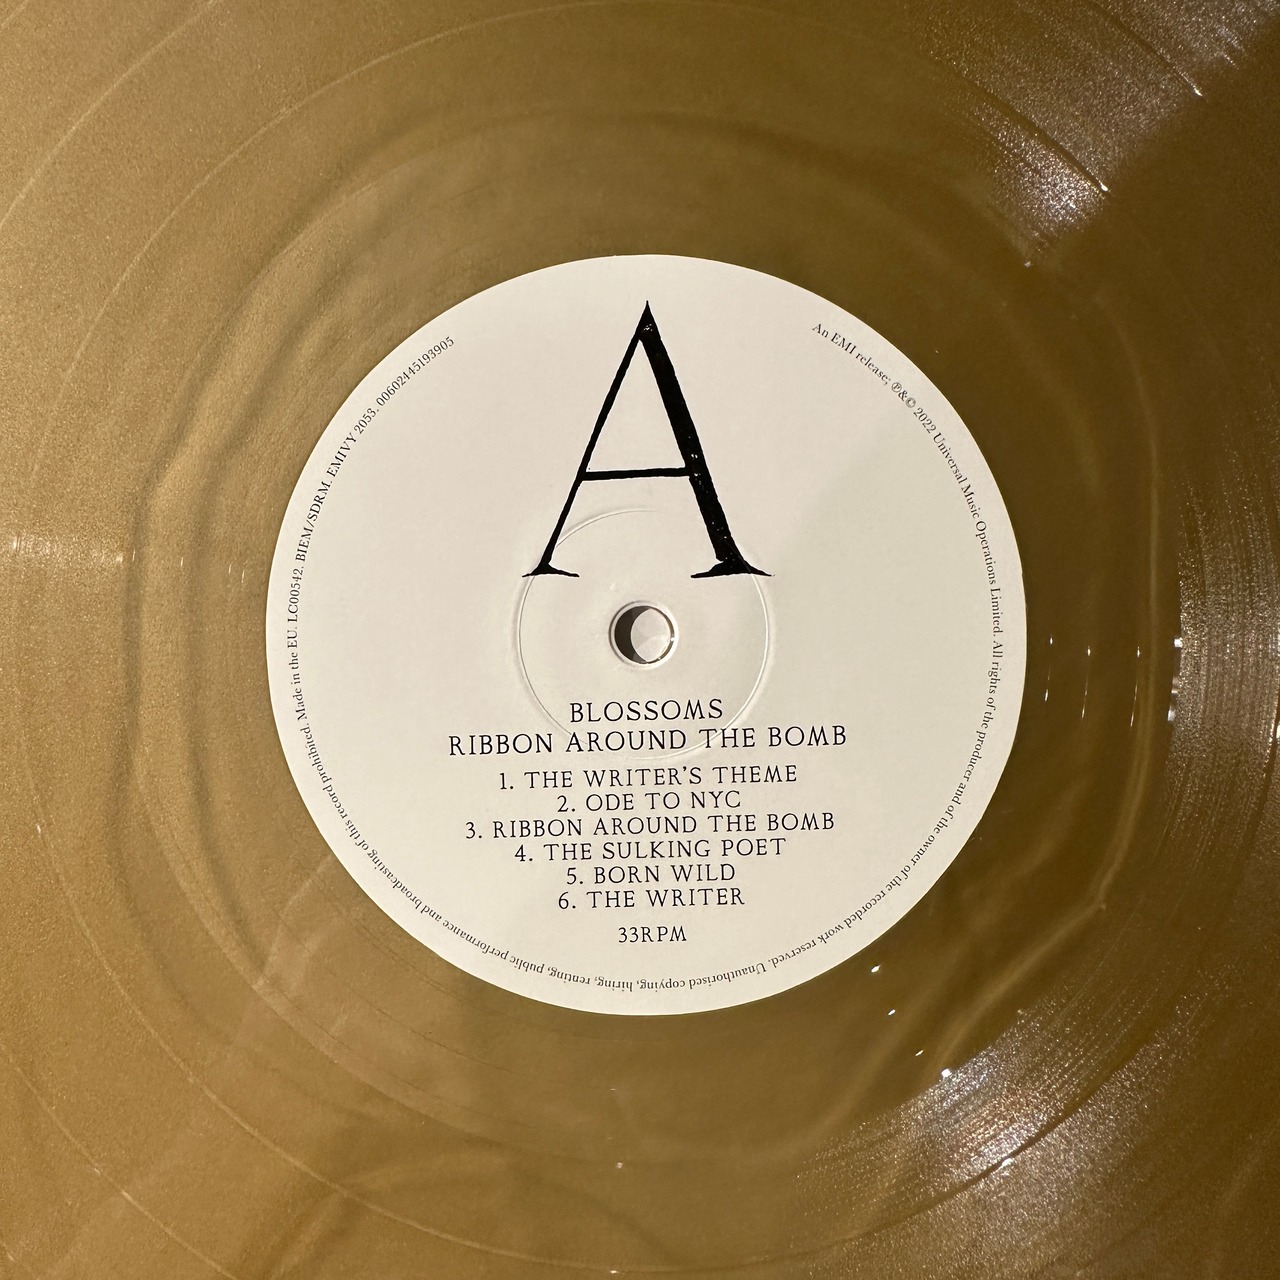 A
BLOSSOMS
RIBBON AROUND THE BOMB
1. THE WRITER'S THEME
2. ODE TO NYC
3. RIBBON AROUND THE BOMB
4. THE SULKING POET
5. BORN WILD
6. THE WRITER
33RPM
An EMI release; ℗&© 2022 Universal Music Operations Limited. All rights of the producer and of the owner of the recorded work reserved. Unauthorised copying, hiring, renting, public performance and broadcasting of this record prohibited. Made in the EU. LC00542. BIEM/SDRM. EMIVY 2053. 00602445193905